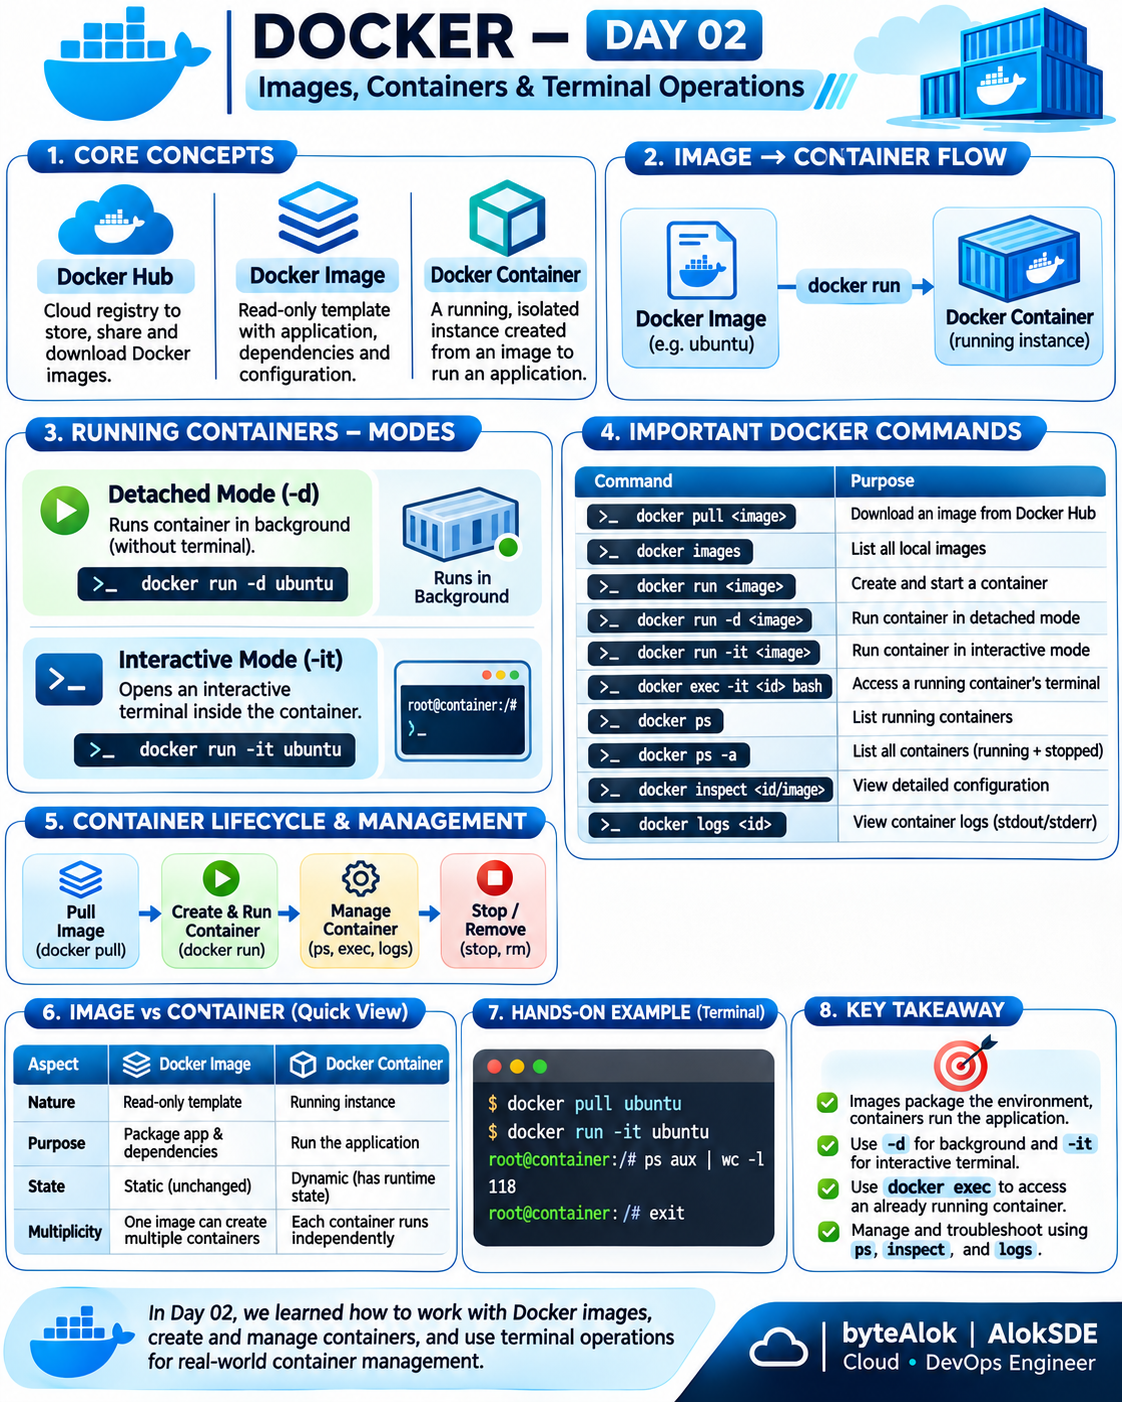 DOCKER – DAY 02
Images, Containers & Terminal Operations
1. CORE CONCEPTS
Docker Hub
Cloud registry to
store, share and
download Docker
images.
Docker Image
Read-only template
with application,
dependencies and
configuration.
Docker Container
A running, isolated
instance created
from an image to
run an application.
2. IMAGE → CONTAINER FLOW
Docker Image
(e.g. ubuntu)
docker run
Docker Container
(running instance)
3. RUNNING CONTAINERS – MODES
Detached Mode (-d)
Runs container in background
(without terminal).
>_ docker run -d ubuntu
Runs in
Background
>_
Interactive Mode (-it)
Opens an interactive
terminal inside the container.
>_ docker run -it ubuntu
root@container:/#
>_
4. IMPORTANT DOCKER COMMANDS
Command Purpose
>_ docker pull <image> Download an image from Docker Hub
>_ docker images List all local images
>_ docker run <image> Create and start a container
>_ docker run -d <image> Run container in detached mode
>_ docker run -it <image> Run container in interactive mode
>_ docker exec -it <id> bash Access a running container's terminal
>_ docker ps List running containers
>_ docker ps -a List all containers (running + stopped)
>_ docker inspect <id/image> View detailed configuration
>_ docker logs <id> View container logs (stdout/stderr)
5. CONTAINER LIFECYCLE & MANAGEMENT
Pull
Image
(docker pull)
Create & Run
Container
(docker run)
Manage
Container
(ps, exec, logs)
Stop /
Remove
(stop, rm)
6. IMAGE vs CONTAINER (Quick View)
Aspect Docker Image Docker Container
Nature Read-only template Running instance
Purpose Package app &
dependencies Run the application
State Static (unchanged) Dynamic (has runtime
state)
Multiplicity One image can create
multiple containers Each container runs
independently
7. HANDS-ON EXAMPLE (Terminal)
$ docker pull ubuntu
$ docker run -it ubuntu
root@container:/# ps aux | wc -l
118
root@container:/# exit
8. KEY TAKEAWAY
Images package the environment,
containers run the application.
Use -d for background and -it
for interactive terminal.
Use docker exec to access
an already running container.
Manage and troubleshoot using
ps, inspect, and logs.
In Day 02, we learned how to work with Docker images,
create and manage containers, and use terminal operations
for real-world container management.
byteAlok | AlokSDE
Cloud • DevOps Engineer